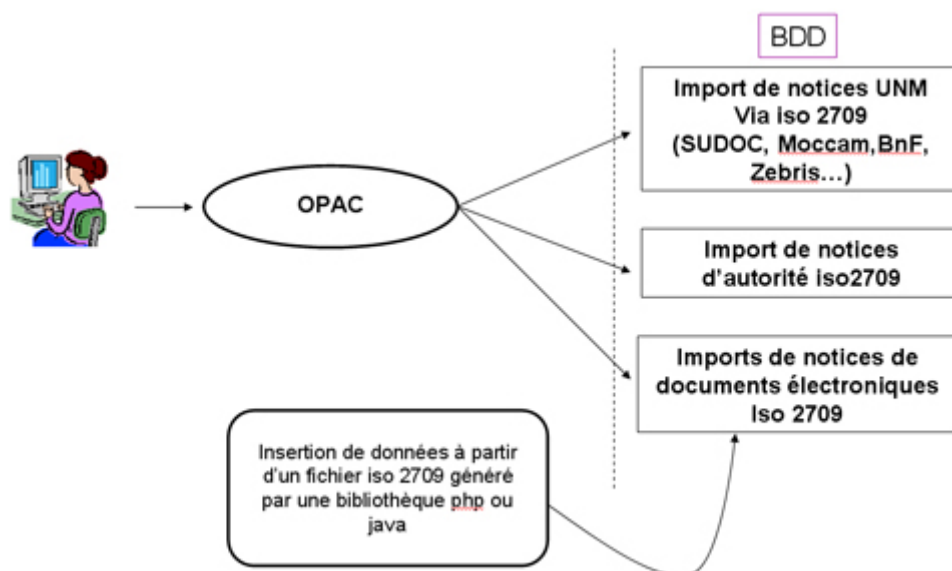 BDD
Import de notices UNM
Via iso 2709
(SUDOC, Moccam,BnF,
Zebris…)
OPAC
Import de notices
d'autorité iso2709
Imports de notices de
documents électroniques
Iso 2709
Insertion de données à partir
d'un fichier iso 2709 généré
par une bibliothèque php ou
java